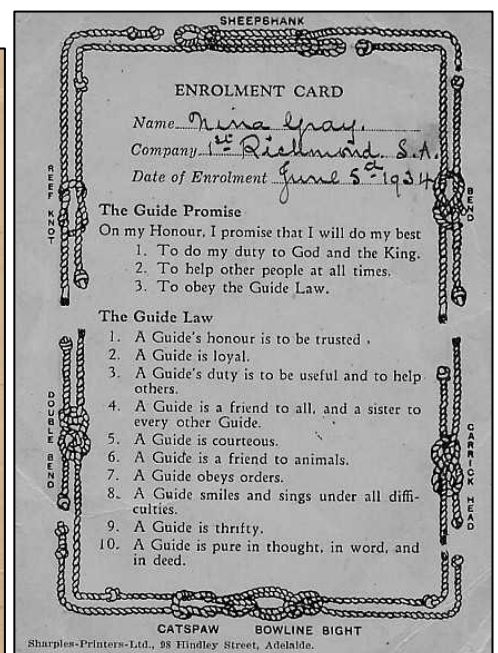 SHEEPSHANK
ENROLMENT CARD
Name Nina Gray.
Company 1st Richmond. S.A.
Date of Enrolment June 5th 1934
REEF KNOT
BEND
The Guide Promise
On my Honour, I promise that I will do my best
1. To do my duty to God and the King.
2. To help other people at all times.
3. To obey the Guide Law.
The Guide Law
1. A Guide's honour is to be trusted.
2. A Guide is loyal.
3. A Guide's duty is to be useful and to help
others.
4. A Guide is a friend to all, and a sister to
every other Guide.
5. A Guide is courteous.
6. A Guide is a friend to animals.
7. A Guide obeys orders.
8. A Guide smiles and sings under all diffi-
culties.
9. A Guide is thrifty.
10. A Guide is pure in thought, in word, and
in deed.
DOUBLE BEND
CARRICK HEAD
CATSPAW BOWLINE BIGHT
Sharples-Printers-Ltd., 98 Hindley Street, Adelaide.